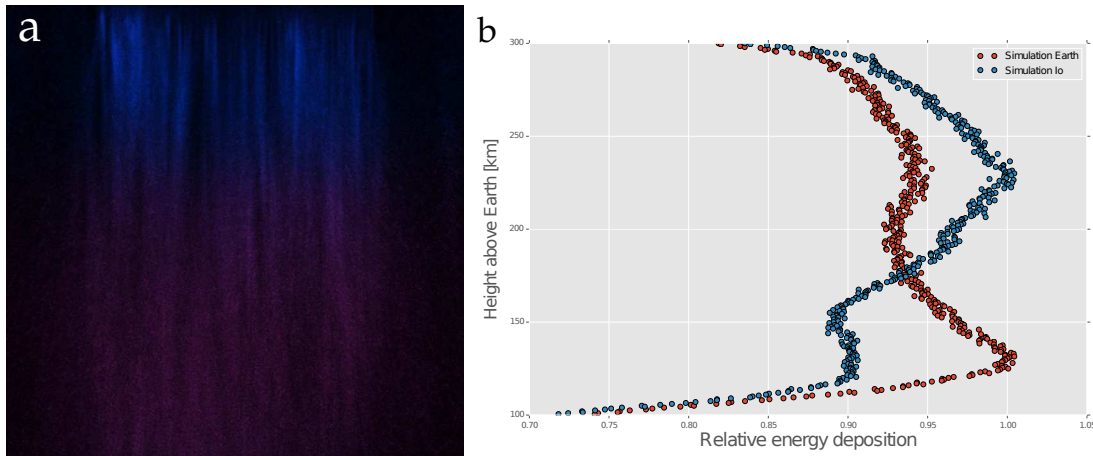 a
b
300
250
200
150
100
Height above Earth [km]
Simulation Earth
Simulation Io
0.70
0.75
0.80
0.85
0.90
0.95
1.00
1.05
Relative energy deposition